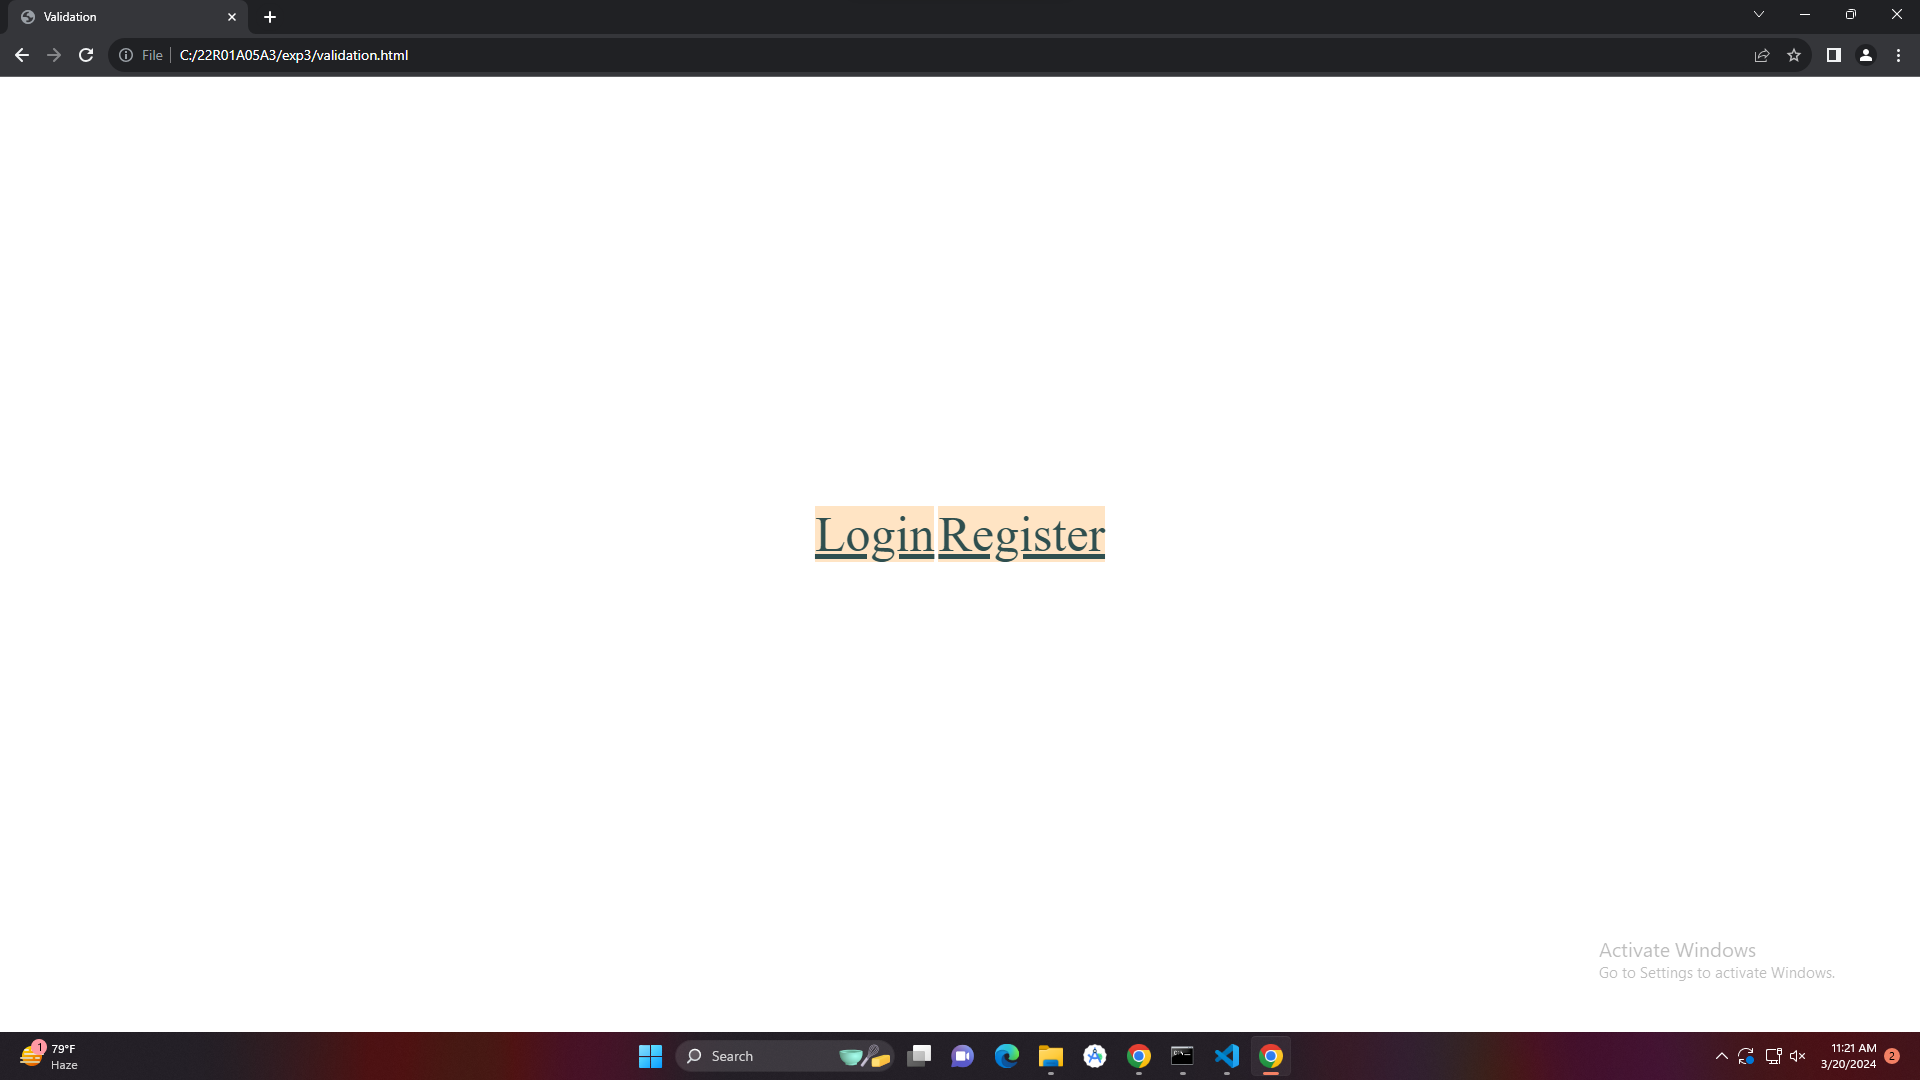 Validation
File
C:/22R01A05A3/exp3/validation.html
Login Register
Activate Windows
Go to Settings to activate Windows.
1
79°F
Haze
Search
11:21 AM
3/20/2024
2